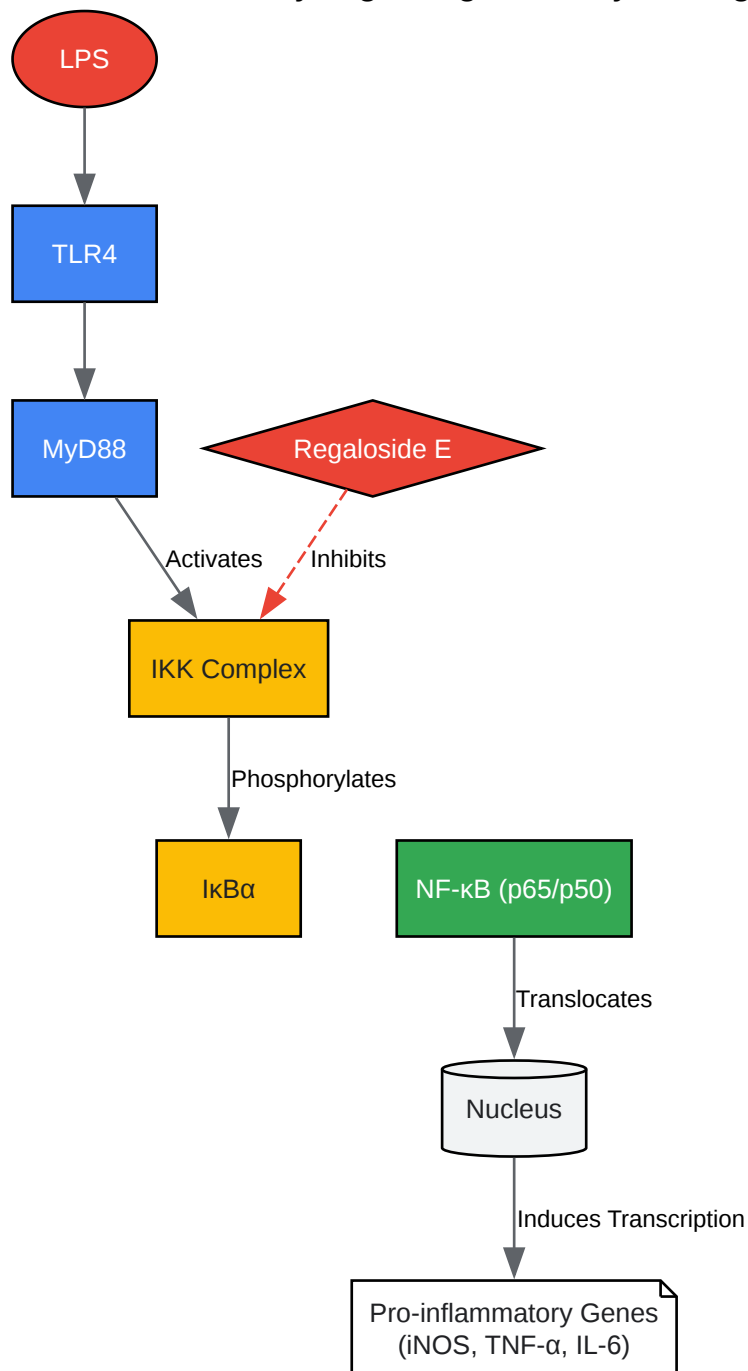 LPS
TLR4
MyD88
Regaloside E
Activates
Inhibits
IKK Complex
Phosphorylates
IκBα
NF-κB (p65/p50)
Translocates
Nucleus
Induces Transcription
Pro-inflammatory Genes
(iNOS, TNF-α, IL-6)